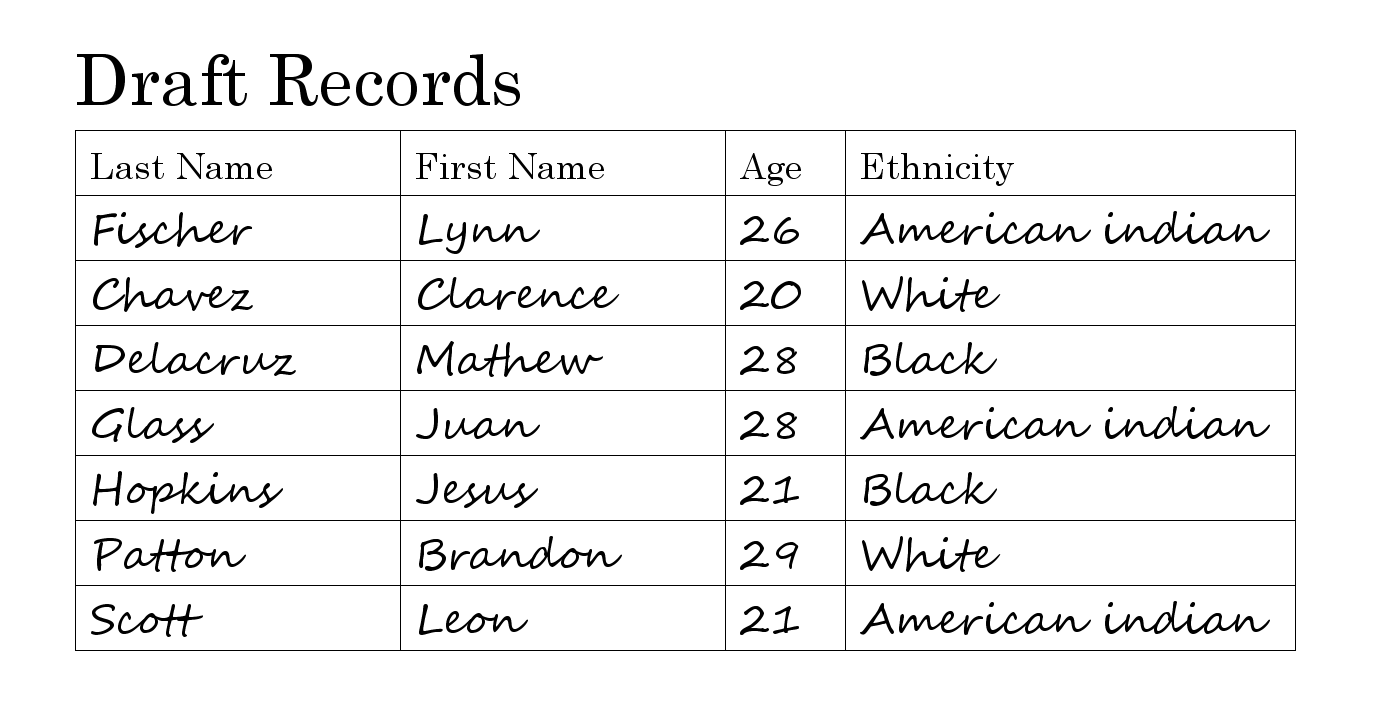 Draft Records
Last Name First Name Age Ethnicity
Fischer Lynn 26 American indian
Chavez Clarence 20 White
Delacruz Mathew 28 Black
Glass Juan 28 American indian
Hopkins Jesus 21 Black
Patton Brandon 29 White
Scott Leon 21 American indian